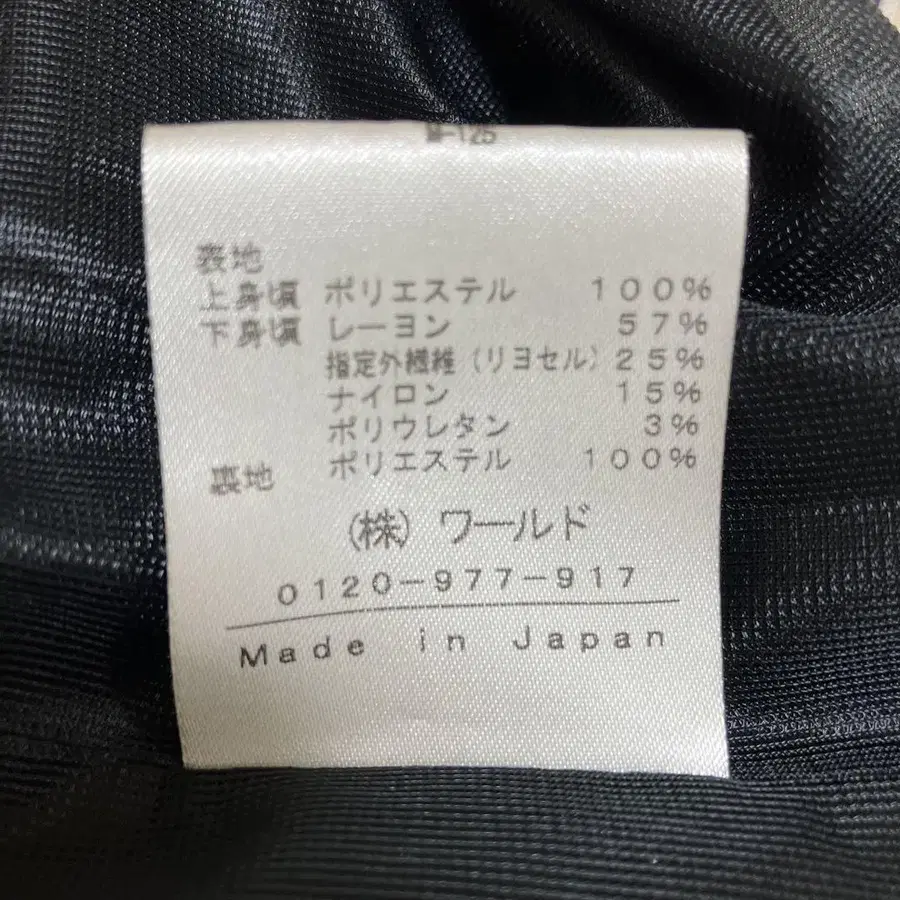 M-125
表地
上身頃 ポリエステル 100%
下身頃 レーヨン 57%
指定外繊維(リヨセル) 25%
ナイロン 15%
ポリウレタン 3%
裏地 ポリエステル 100%
(株) ワールド
0120-977-917
Made in Japan